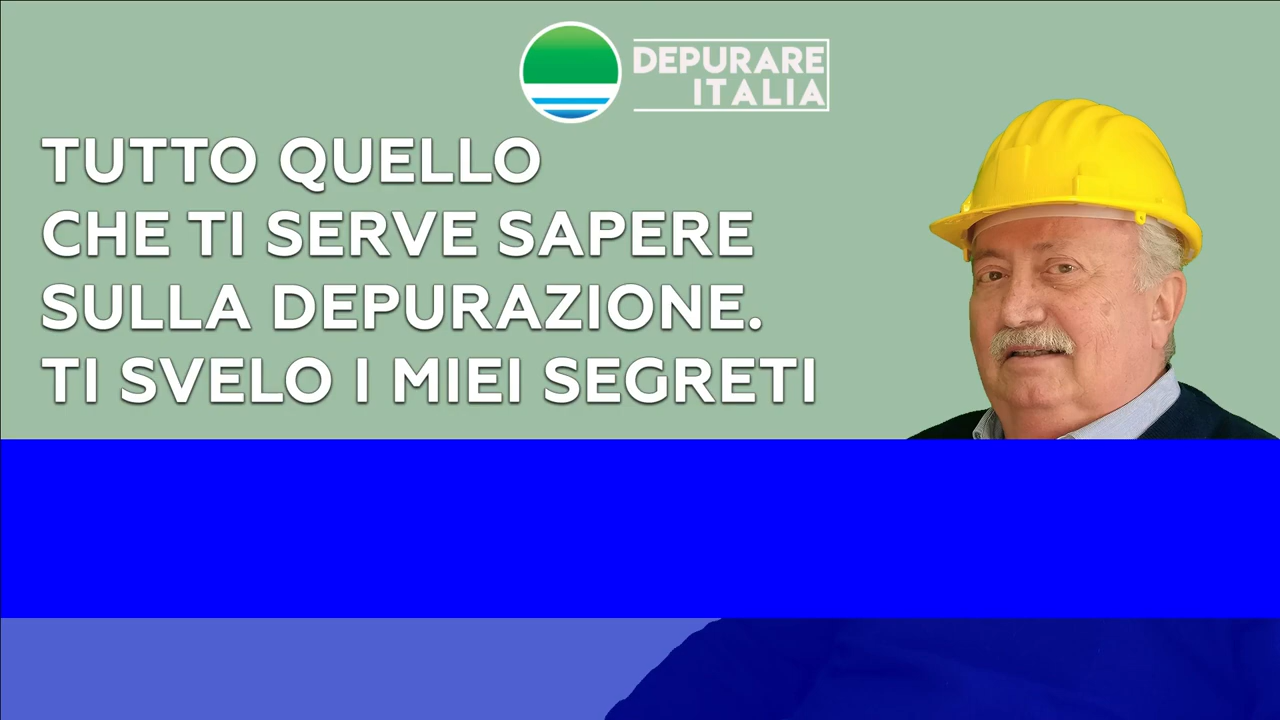 DEPURARE
ITALIA
TUTTO QUELLO
CHE TI SERVE SAPERE
SULLA DEPURAZIONE.
TI SVELO I MIEI SEGRETI